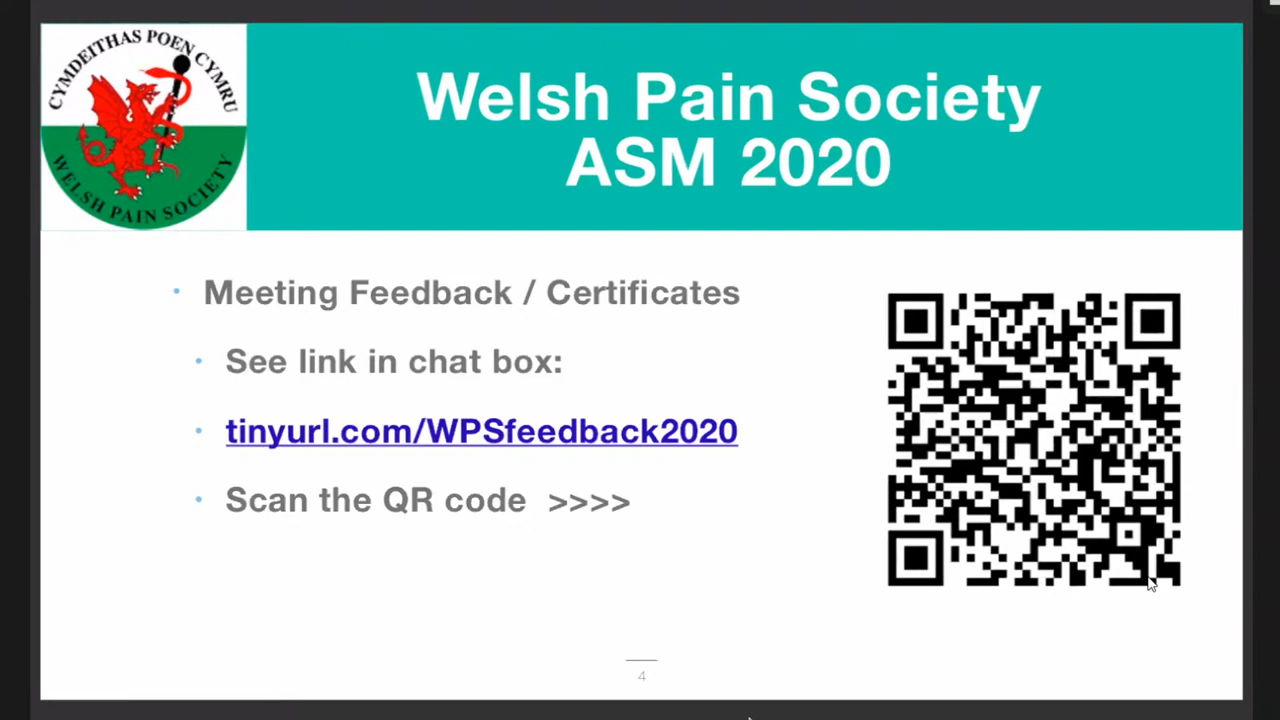 CYMDEITHAS POEN CYMRU
WELSH PAIN SOCIETY
Welsh Pain Society
ASM 2020
Meeting Feedback / Certificates
See link in chat box:
tinyurl.com/WPSfeedback2020
Scan the QR code >>>>
4